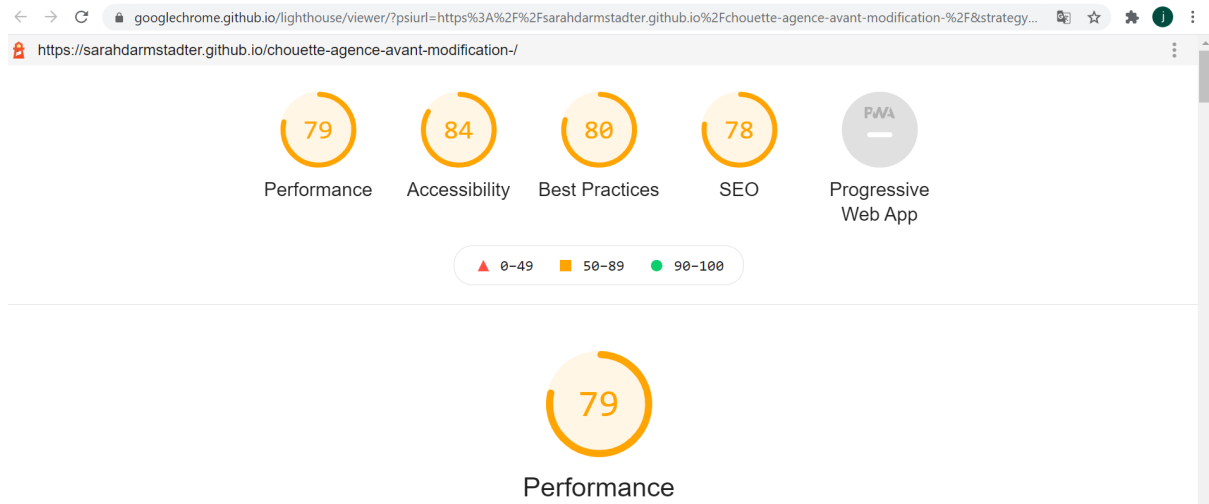 googlechrome.github.io/lighthouse/viewer/?psiurl=https%3A%2F%2Fsarahdarmstadter.github.io%2Fchouette-agence-avant-modification-%2F&strategy...
j
https://sarahdarmstadter.github.io/chouette-agence-avant-modification-/
79 84 80 78 PWA
Performance Accessibility Best Practices SEO Progressive
Web App
0–49 50–89 90–100
79
Performance